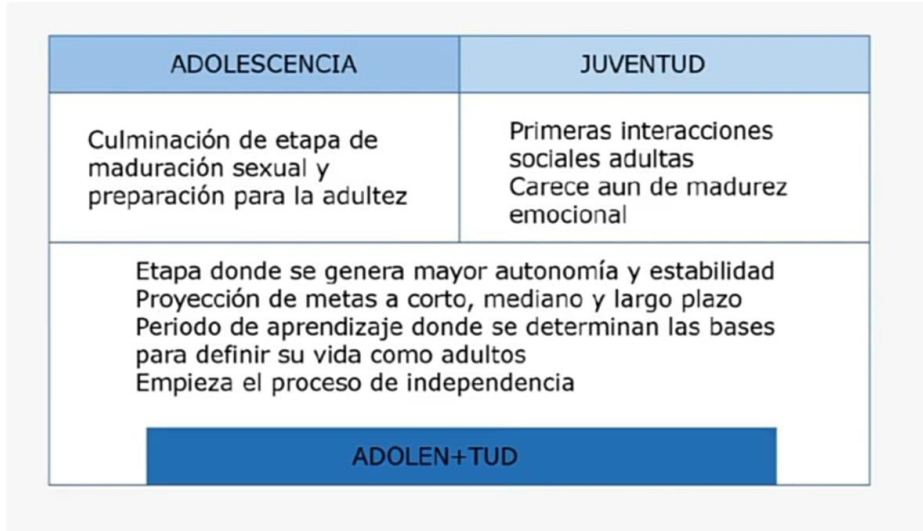 ADOLESCENCIA
JUVENTUD
Culminación de etapa de
maduración sexual y
preparación para la adultez
Primeras interacciones
sociales adultas
Carece aun de madurez
emocional
Etapa donde se genera mayor autonomía y estabilidad
Proyección de metas a corto, mediano y largo plazo
Periodo de aprendizaje donde se determinan las bases
para definir su vida como adultos
Empieza el proceso de independencia
ADOLEN+TUD